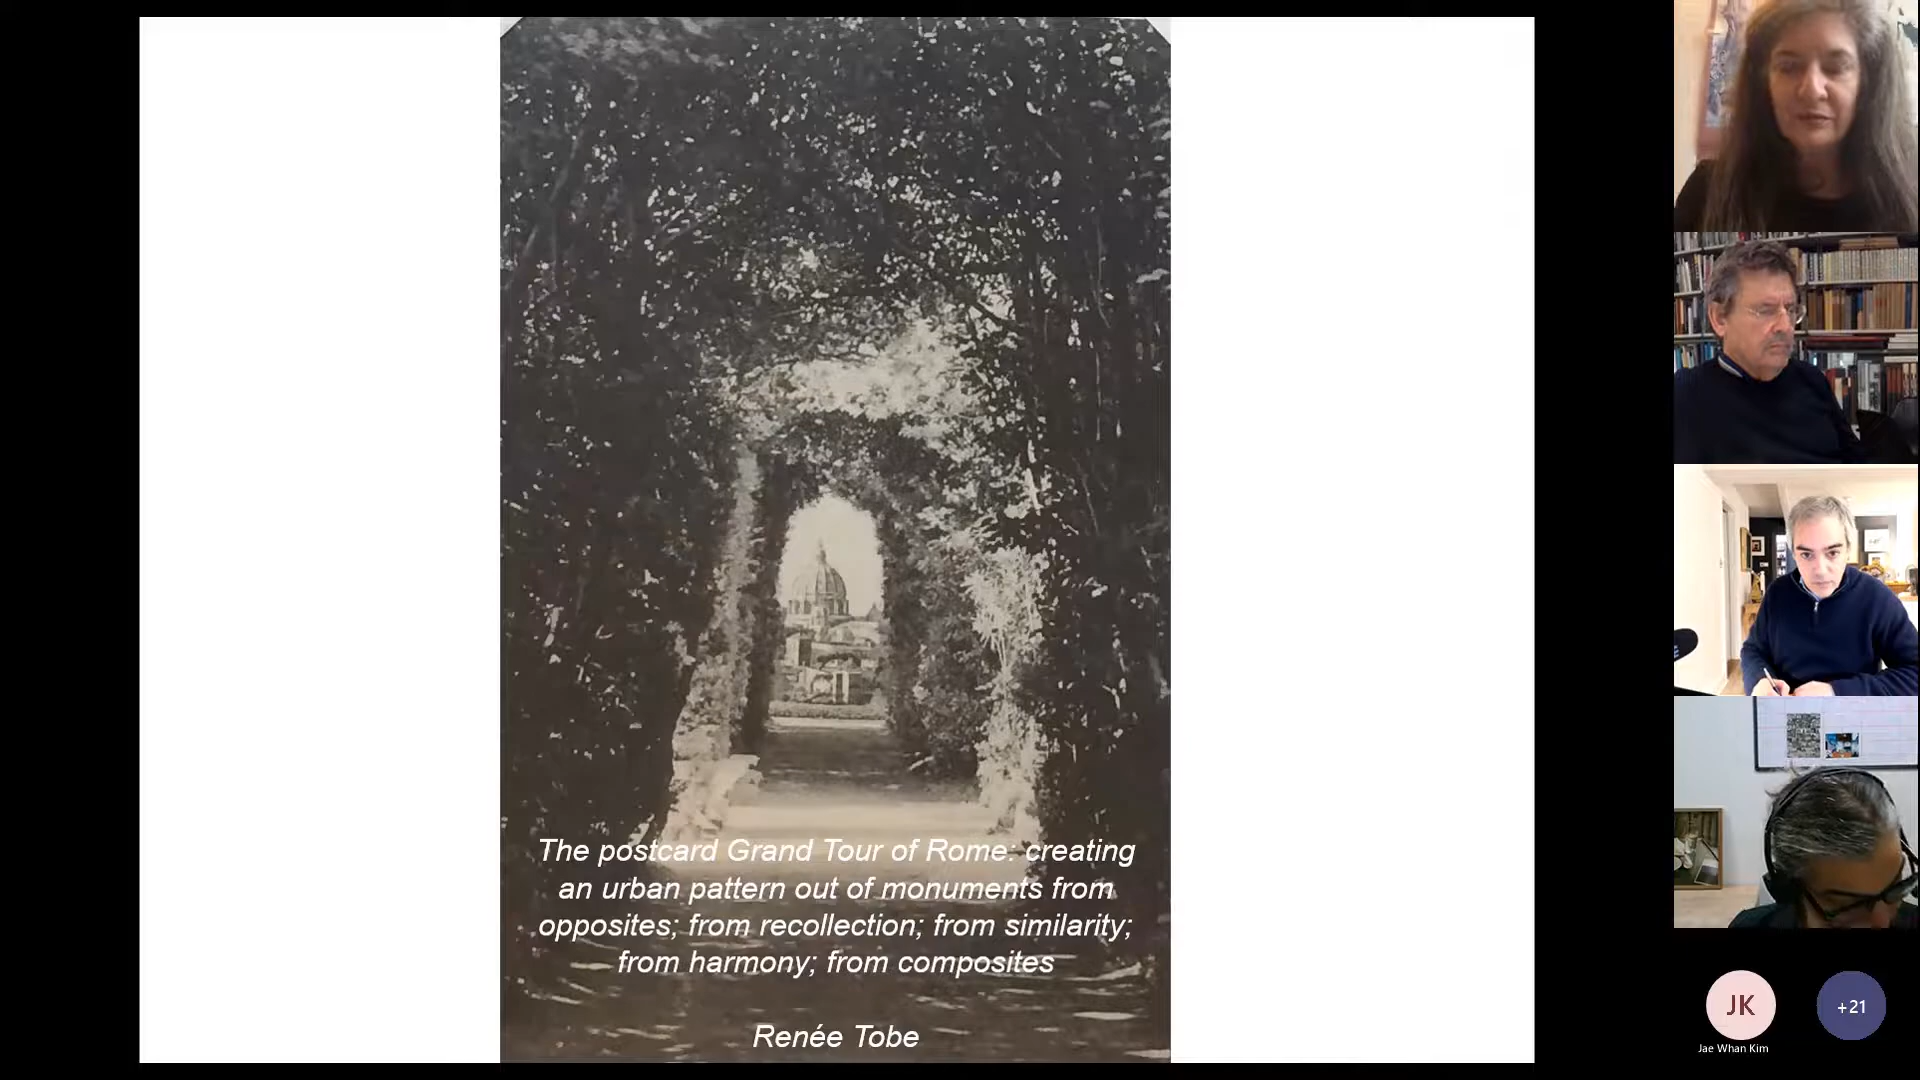 The postcard Grand Tour of Rome: creating
an urban pattern out of monuments from
opposites; from recollection; from similarity;
from harmony; from composites
Renée Tobe
JK
+21
Jae Whan Kim